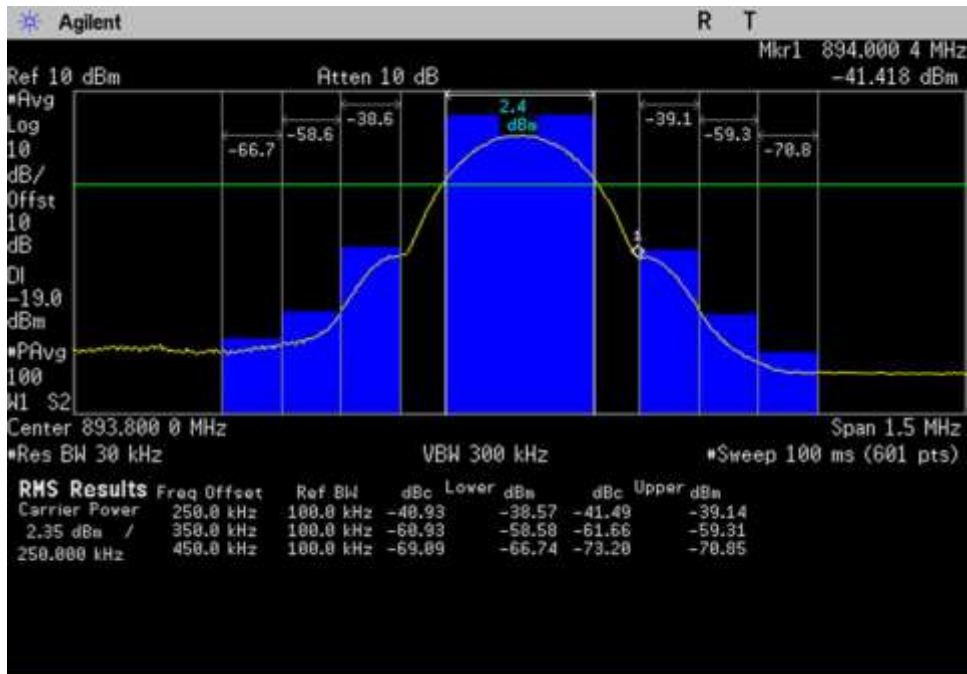 Agilent R T
Mkr1 894.000 4 MHz
Ref 10 dBm Atten 10 dB -41.418 dBm
#Avg
Log
10
dB/
Offst
10
dB
DI
-19.0
dBm
#PAvg
100
W1 S2
2.4
dBm
-66.7
-58.6
-38.6
-39.1
-59.3
-70.8
1
Center 893.800 0 MHz Span 1.5 MHz
#Res BW 30 kHz VBW 300 kHz #Sweep 100 ms (601 pts)
RMS Results Freq Offset Ref BW dBc Lower dBm dBc Upper dBm
Carrier Power 250.0 kHz 100.0 kHz -40.93 -38.57 -41.49 -39.14
2.35 dBm / 350.0 kHz 100.0 kHz -60.93 -58.58 -61.66 -59.31
250.000 kHz 450.0 kHz 100.0 kHz -69.09 -66.74 -73.20 -70.85